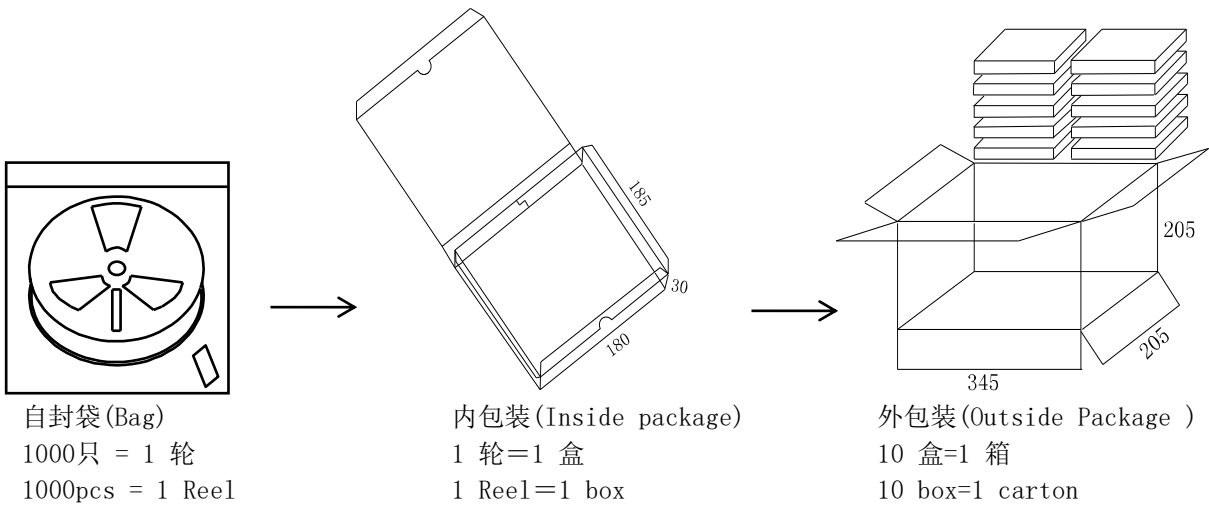 185
30
180
205
205
345
自封袋(Bag)
1000只 = 1 轮
1000pcs = 1 Reel
内包装(Inside package)
1 轮＝1 盒
1 Reel＝1 box
外包装(Outside Package )
10 盒=1 箱
10 box=1 carton